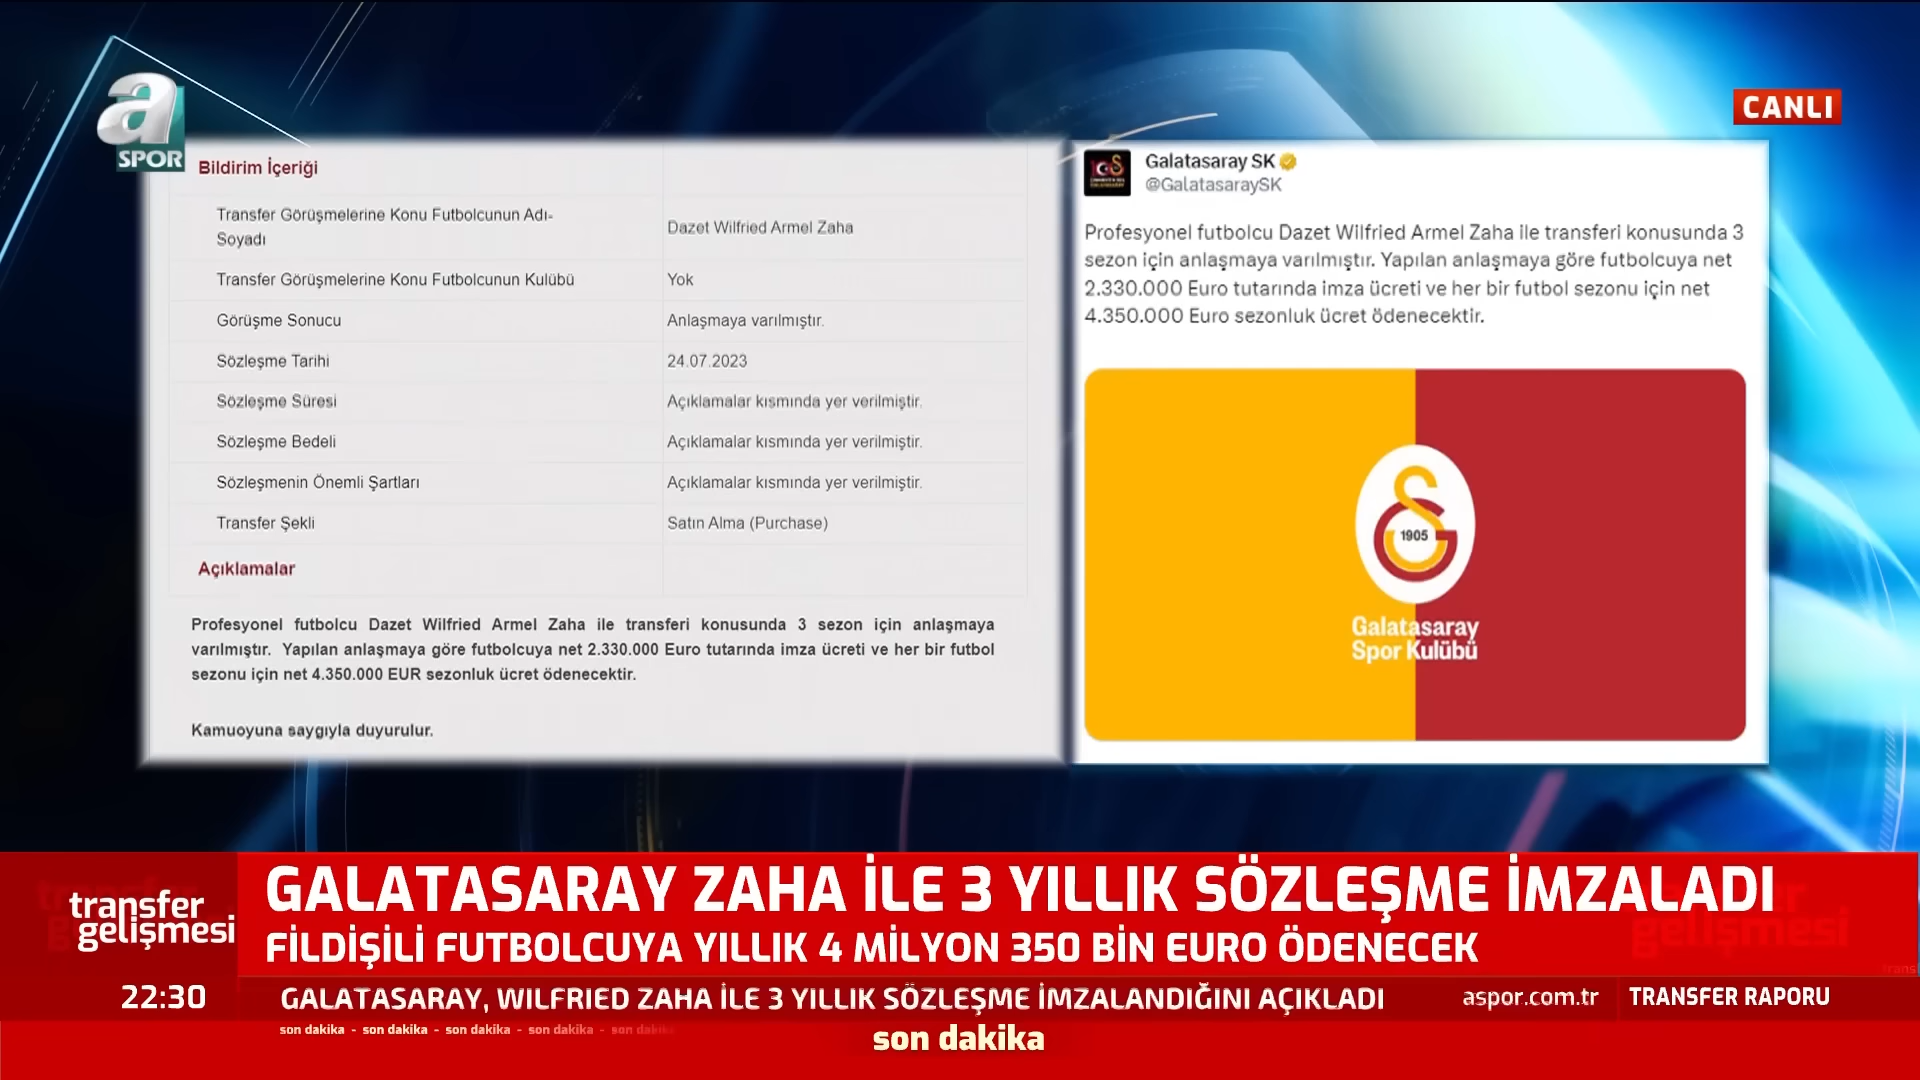 a
SPOR
CANLI
Bildirim İçeriği
Transfer Görüşmelerine Konu Futbolcunun Adı-
Soyadı
Dazet Wilfried Armel Zaha
Transfer Görüşmelerine Konu Futbolcunun Kulübü
Yok
Görüşme Sonucu
Anlaşmaya varılmıştır.
Sözleşme Tarihi
24.07.2023
Sözleşme Süresi
Açıklamalar kısmında yer verilmiştir.
Sözleşme Bedeli
Açıklamalar kısmında yer verilmiştir.
Sözleşmenin Önemli Şartları
Açıklamalar kısmında yer verilmiştir.
Transfer Şekli
Satın Alma (Purchase)
Açıklamalar
Profesyonel futbolcu Dazet Wilfried Armel Zaha ile transferi konusunda 3 sezon için anlaşmaya
varılmıştır. Yapılan anlaşmaya göre futbolcuya net 2.330.000 Euro tutarında imza ücreti ve her bir futbol
sezonu için net 4.350.000 EUR sezonluk ücret ödenecektir.
Kamuoyuna saygıyla duyurulur.
Galatasaray SK
@GalatasaraySK
Profesyonel futbolcu Dazet Wilfried Armel Zaha ile transferi konusunda 3
sezon için anlaşmaya varılmıştır. Yapılan anlaşmaya göre futbolcuya net
2.330.000 Euro tutarında imza ücreti ve her bir futbol sezonu için net
4.350.000 Euro sezonluk ücret ödenecektir.
1905
Galatasaray
Spor Kulübü
transfer
gelişmesi
GALATASARAY ZAHA İLE 3 YILLIK SÖZLEŞME İMZALADI
FİLDİŞİLİ FUTBOLCUYA YILLIK 4 MİLYON 350 BİN EURO ÖDENECEK
22:30
GALATASARAY, WILFRIED ZAHA İLE 3 YILLIK SÖZLEŞME İMZALANDIĞINI AÇIKLADI
aspor.com.tr
TRANSFER RAPORU
son dakika - son dakika - son dakika - son dakika - son dakika
son dakika